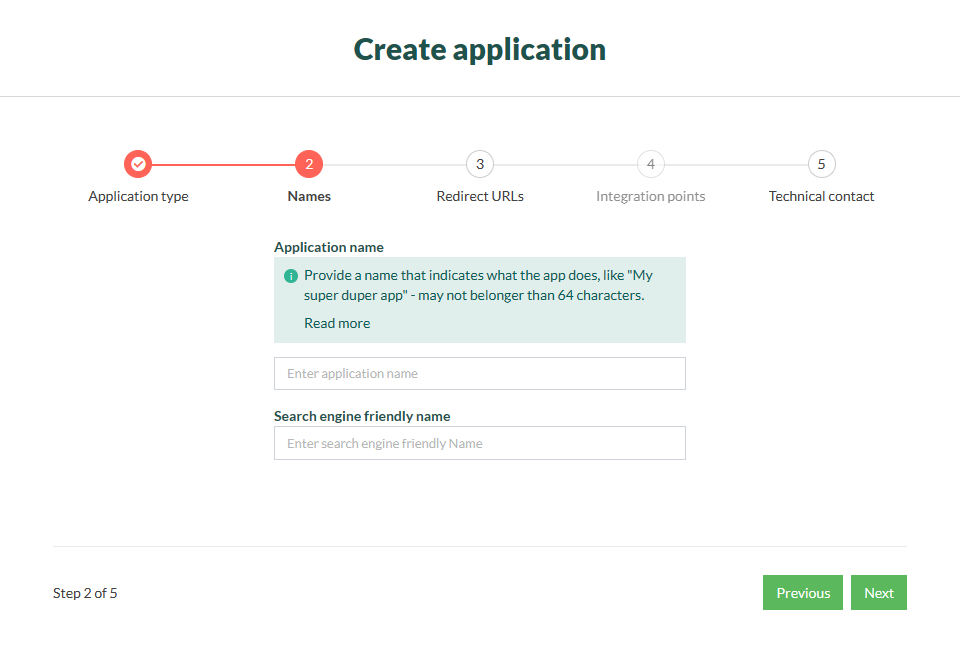 Create application
2
3
4
5
Application type
Names
Redirect URLs
Integration points
Technical contact
Application name
Provide a name that indicates what the app does, like "My
super duper app" - may not belonger than 64 characters.
Read more
Enter application name
Search engine friendly name
Enter search engine friendly Name
Step 2 of 5
Previous
Next